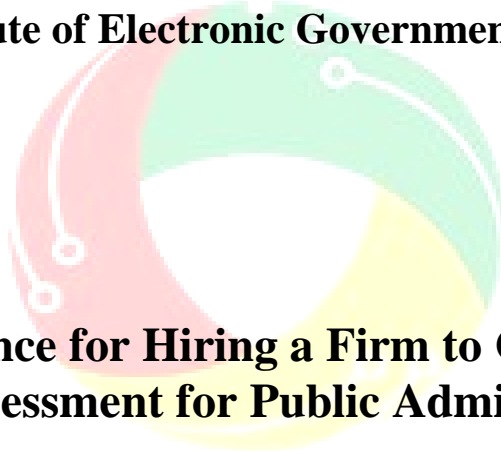 ute of Electronic Governmen
nce for Hiring a Firm to
essment for Public Admi